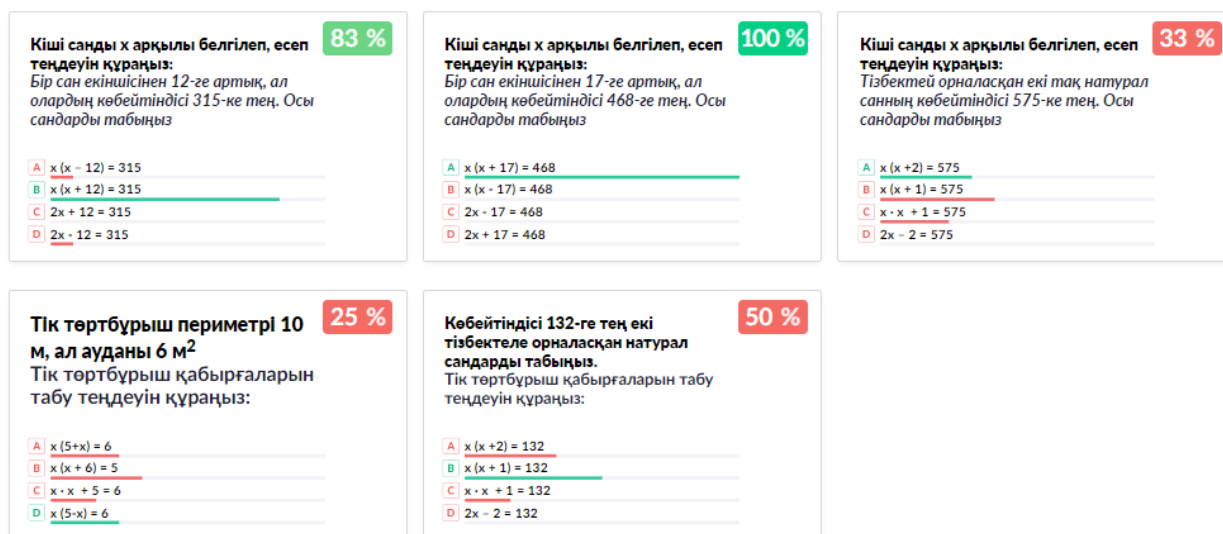 83 %
Кіші санды x арқылы белгілеп, есеп
теңдеуін құраңыз:
Бір сан екіншісінен 12-ге артық, ал
олардың көбейтіндісі 315-ке тең. Осы
сандарды табыңыз
A x (x – 12) = 315
B x (x + 12) = 315
C 2x + 12 = 315
D 2x - 12 = 315
100 %
Кіші санды x арқылы белгілеп, есеп
теңдеуін құраңыз:
Бір сан екіншісінен 17-ге артық, ал
олардың көбейтіндісі 468-ге тең. Осы
сандарды табыңыз
A x (x + 17) = 468
B x (x - 17) = 468
C 2x - 17 = 468
D 2x + 17 = 468
33 %
Кіші санды x арқылы белгілеп, есеп
теңдеуін құраңыз:
Тізбектей орналасқан екі тақ натурал
санның көбейтіндісі 575-ке тең. Осы
сандарды табыңыз
A x (x +2) = 575
B x (x + 1) = 575
C x · x + 1 = 575
D 2x – 2 = 575
25 %
Тік төртбұрыш периметрі 10
м, ал ауданы 6 м²
Тік төртбұрыш қабырғаларын
табу теңдеуін құраңыз:
A x (5+x) = 6
B x (x + 6) = 5
C x · x + 5 = 6
D x (5-x) = 6
50 %
Көбейтіндісі 132-ге тең екі
тізбектеле орналасқан натурал
сандарды табыңыз.
Тік төртбұрыш қабырғаларын табу
теңдеуін құраңыз:
A x (x +2) = 132
B x (x + 1) = 132
C x · x + 1 = 132
D 2x – 2 = 132